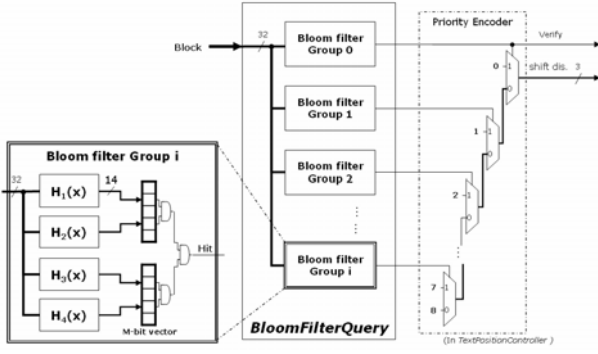 Block
32
Bloom filter
Group 0
Bloom filter
Group 1
Bloom filter
Group 2
Bloom filter
Group i
BloomFilterQuery
Priority Encoder
Verify
shift dis.
3
0
1
0
1
1
0
2
1
0
7
1
8
0
(In TextPositionController )
Bloom filter Group i
32
14
H1(x)
H2(x)
H3(x)
H4(x)
Hit
M-bit vector